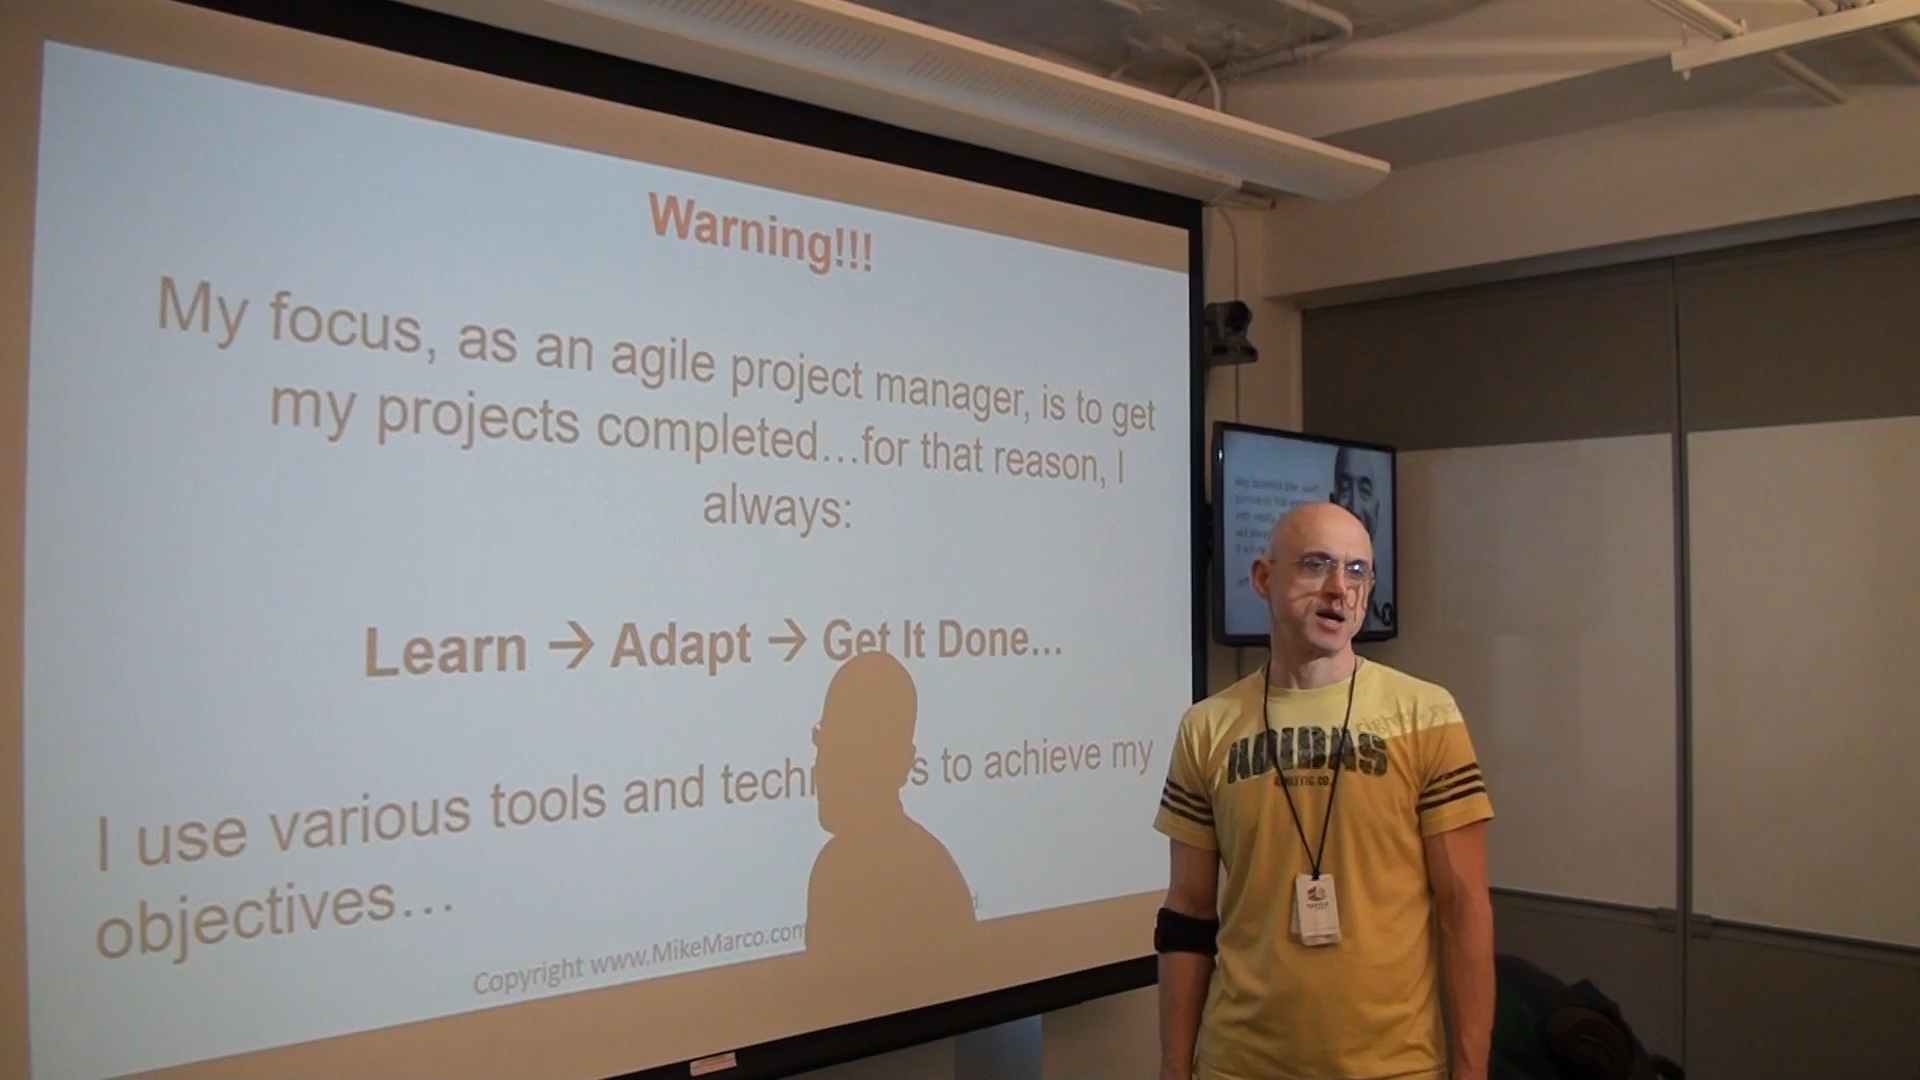 Warning!!!
My focus, as an agile project manager, is to get
my projects completed...for that reason, I
always:
Learn → Adapt → Get It Done...
I use various tools and tech s to achieve my
objectives...
Copyright www.MikeMarco.com
ADIDAS